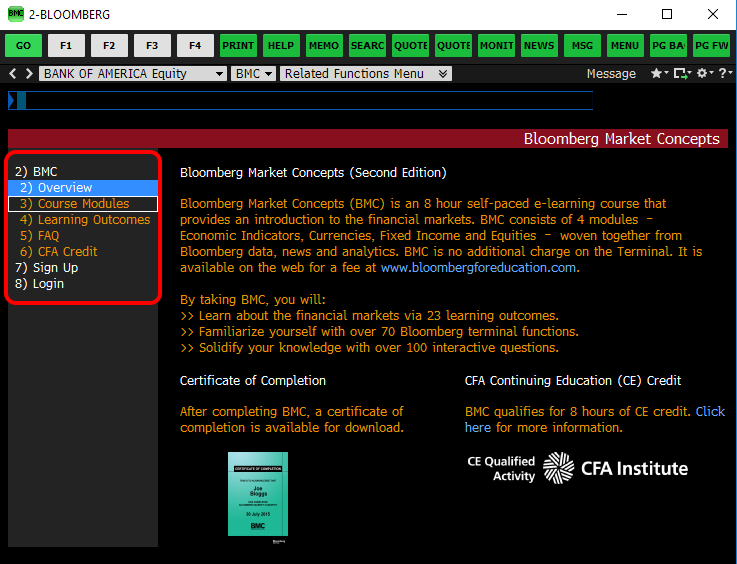 BMC 2-BLOOMBERG
GO F1 F2 F3 F4 PRINT HELP MEMO SEARC QUOTE QUOTE MONIT NEWS MSG MENU PG BA PG FW
BANK OF AMERICA Equity BMC Related Functions Menu Message
Bloomberg Market Concepts
2) BMC
2) Overview
3) Course Modules
4) Learning Outcomes
5) FAQ
6) CFA Credit
7) Sign Up
8) Login
Bloomberg Market Concepts (Second Edition)
Bloomberg Market Concepts (BMC) is an 8 hour self-paced e-learning course that
provides an introduction to the financial markets. BMC consists of 4 modules -
Economic Indicators, Currencies, Fixed Income and Equities - woven together from
Bloomberg data, news and analytics. BMC is no additional charge on the Terminal. It is
available on the web for a fee at www.bloombergforeducation.com.
By taking BMC, you will:
>> Learn about the financial markets via 23 learning outcomes.
>> Familiarize yourself with over 70 Bloomberg terminal functions.
>> Solidify your knowledge with over 100 interactive questions.
Certificate of Completion
After completing BMC, a certificate of
completion is available for download.
CERTIFICATE OF COMPLETION
Joe
Bloggs
30 July 2015
BMC
Bloomberg
CFA Continuing Education (CE) Credit
BMC qualifies for 8 hours of CE credit. Click
here for more information.
CE Qualified
Activity
CFA Institute